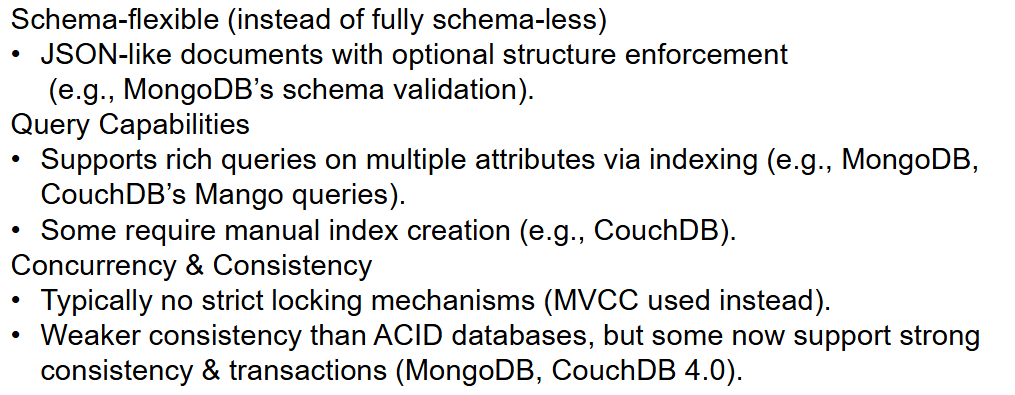 Schema-flexible (instead of fully schema-less)
• JSON-like documents with optional structure enforcement
(e.g., MongoDB’s schema validation).
Query Capabilities
• Supports rich queries on multiple attributes via indexing (e.g., MongoDB,
CouchDB’s Mango queries).
• Some require manual index creation (e.g., CouchDB).
Concurrency & Consistency
• Typically no strict locking mechanisms (MVCC used instead).
• Weaker consistency than ACID databases, but some now support strong
consistency & transactions (MongoDB, CouchDB 4.0).